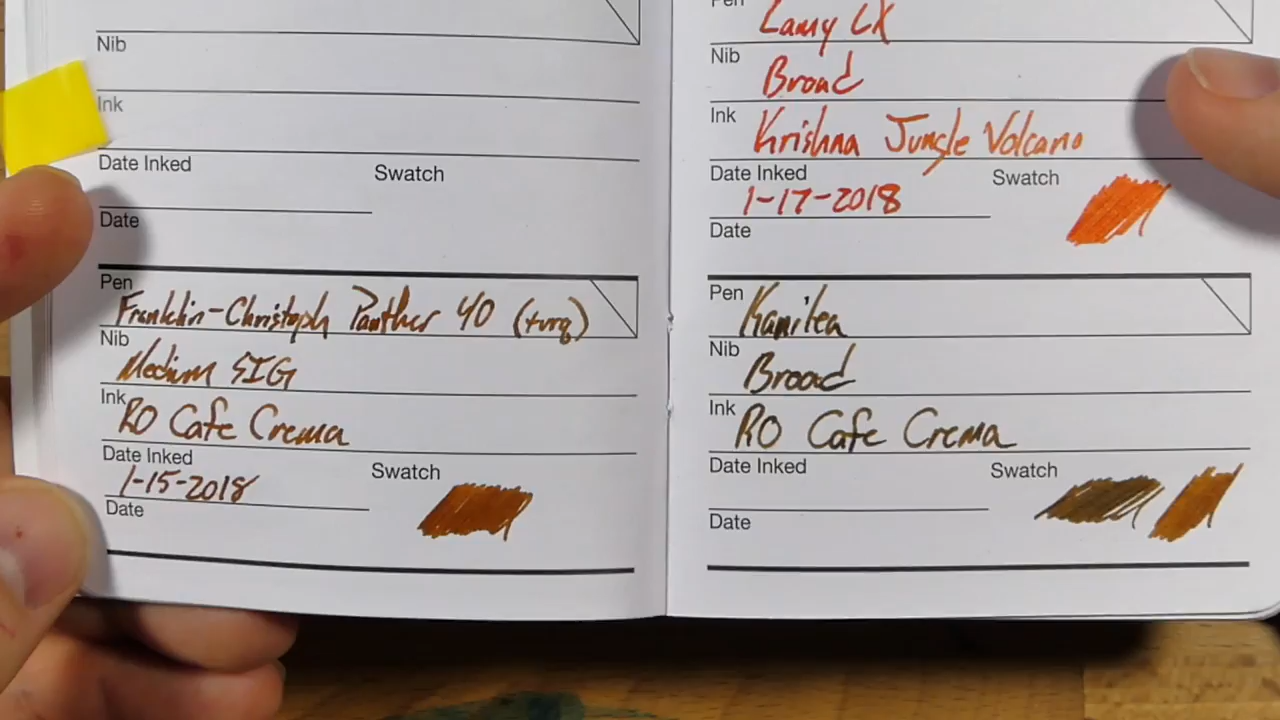 Nib
Ink
Date Inked
Swatch
Date
Pen
Franklin-Christoph Panther 40 (turq)
Nib
Medium SIG
Ink
RO Cafe Crema
Date Inked
1-15-2018
Swatch
Date
Pen
Lamy LX
Nib
Broad
Ink
Krishna Jungle Volcano
Date Inked
1-17-2018
Swatch
Date
Pen
Kanilea
Nib
Broad
Ink
RO Cafe Crema
Date Inked
Swatch
Date